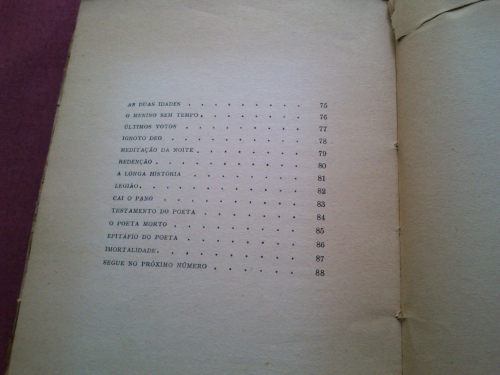 AS DUAS IDADES . . . . . . . . . 75
O MENINO SEM TEMPO . . . . . . . . 76
ÚLTIMOS VOTOS . . . . . . . . . 77
IGNOTO DEO . . . . . . . . . . 78
MEDITAÇÃO DA NOITE . . . . . . . . 79
REDENÇÃO . . . . . . . . . . 80
A LONGA HISTÓRIA . . . . . . . . 81
LEGIÃO . . . . . . . . . . . 82
CAI O PANO . . . . . . . . . . 83
TESTAMENTO DO POETA . . . . . . . . 84
O POETA MORTO . . . . . . . . . 85
EPITÁFIO DO POETA . . . . . . . . 86
IMORTALIDADE . . . . . . . . . . 87
SEGUE NO PRÓXIMO NÚMERO . . . . . . . 88